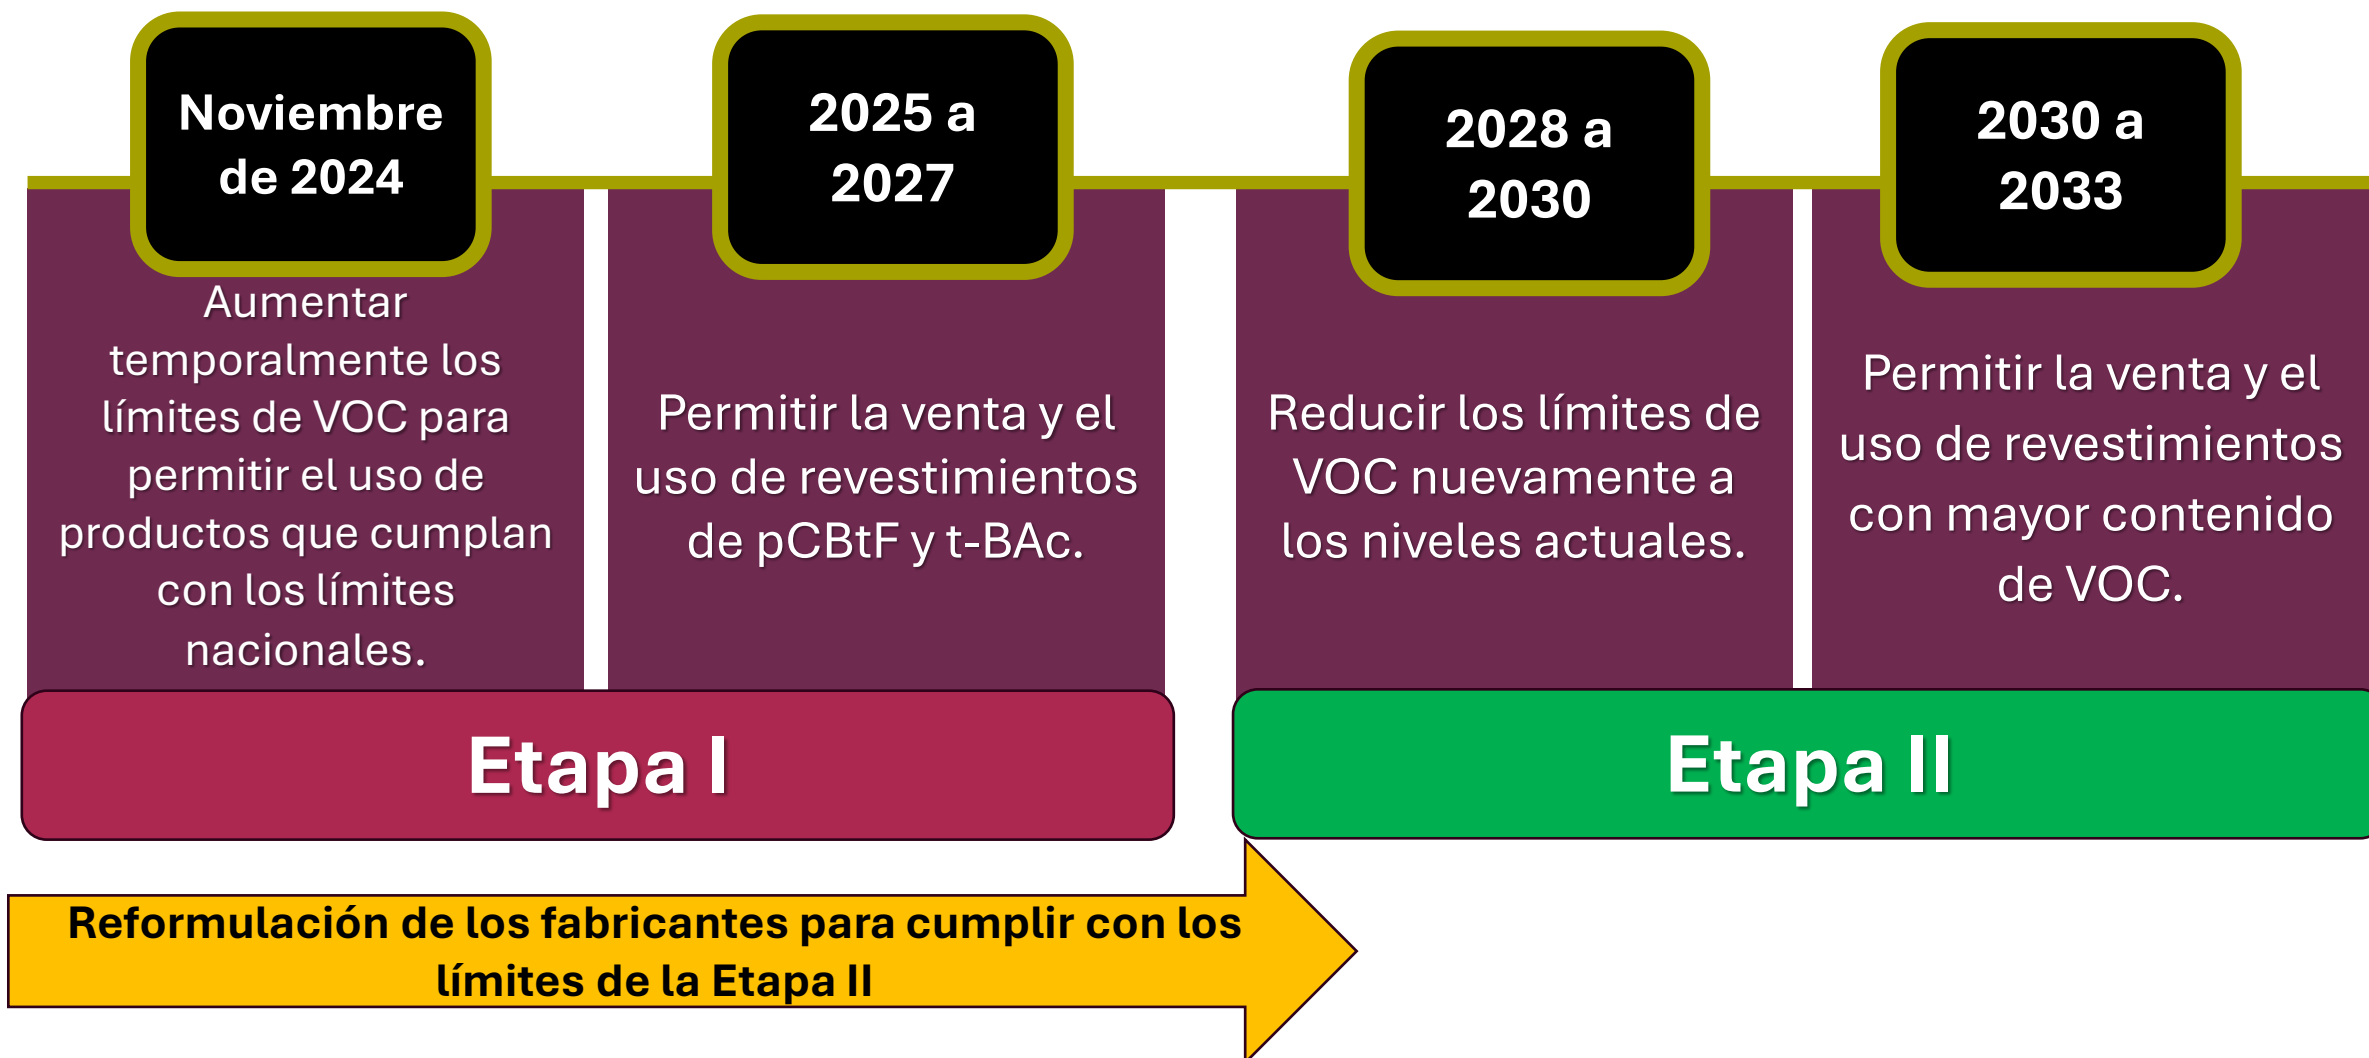 Noviembre
de 2024
Aumentar
temporalmente los
límites de VOC para
permitir el uso de
productos que cumplan
con los límites
nacionales.
2025 a
2027
Permitir la venta y el
uso de revestimientos
de pCBtF y t-BAc.
Etapa I
2028 a
2030
Reducir los límites de
VOC nuevamente a
los niveles actuales.
2030 a
2033
Permitir la venta y el
uso de revestimientos
con mayor contenido
de VOC.
Etapa II
Reformulación de los fabricantes para cumplir con los
límites de la Etapa II